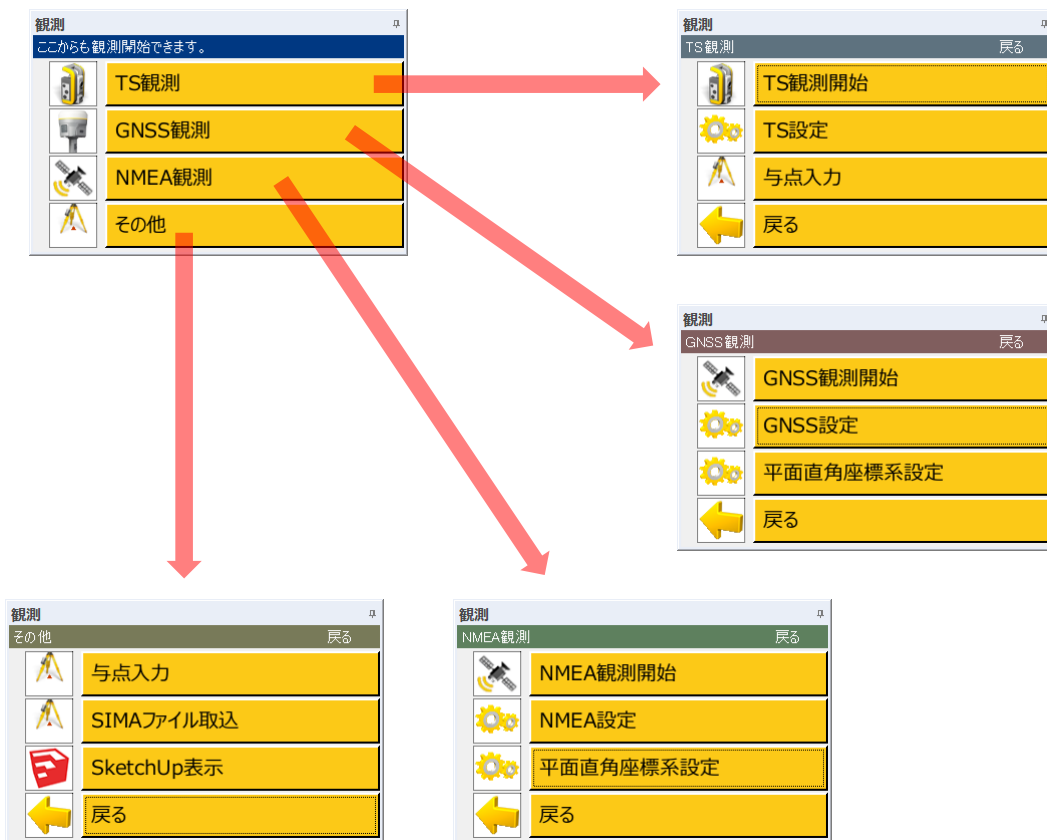 観測
ここからも観測開始できます。
TS観測
GNSS観測
NMEA観測
その他
観測
TS観測 戻る
TS観測開始
TS設定
与点入力
戻る
観測
GNSS観測 戻る
GNSS観測開始
GNSS設定
平面直角座標系設定
戻る
観測
その他 戻る
与点入力
SIMAファイル取込
SketchUp表示
戻る
観測
NMEA観測 戻る
NMEA観測開始
NMEA設定
平面直角座標系設定
戻る